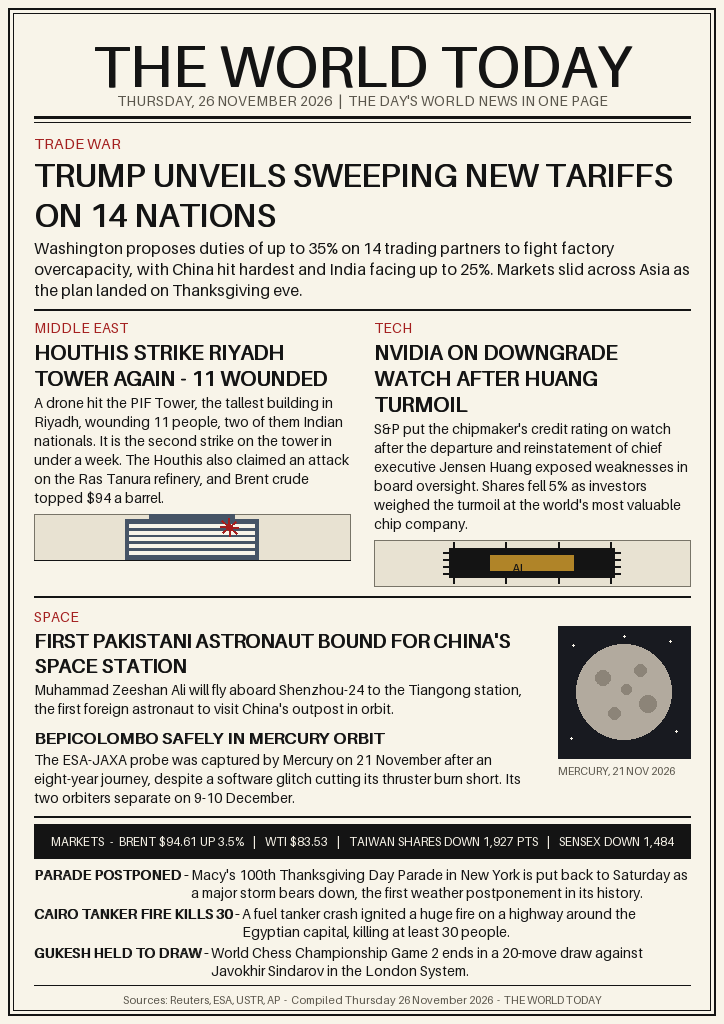 THE WORLD TODAY
THURSDAY, 26 NOVEMBER 2026 | THE DAY'S WORLD NEWS IN ONE PAGE
TRADE WAR
TRUMP UNVEILS SWEEPING NEW TARIFFS
ON 14 NATIONS
Washington proposes duties of up to 35% on 14 trading partners to fight factory
overcapacity, with China hit hardest and India facing up to 25%. Markets slid across Asia as
the plan landed on Thanksgiving eve.
MIDDLE EAST
HOUTHIS STRIKE RIYADH
TOWER AGAIN - 11 WOUNDED
A drone hit the PIF Tower, the tallest building in
Riyadh, wounding 11 people, two of them Indian
nationals. It is the second strike on the tower in
under a week. The Houthis also claimed an attack
on the Ras Tanura refinery, and Brent crude
topped $94 a barrel.
TECH
NVIDIA ON DOWNGRADE
WATCH AFTER HUANG
TURMOIL
S&P put the chipmaker's credit rating on watch
after the departure and reinstatement of chief
executive Jensen Huang exposed weaknesses in
board oversight. Shares fell 5% as investors
weighed the turmoil at the world's most valuable
chip company.
AI
SPACE
FIRST PAKISTANI ASTRONAUT BOUND FOR CHINA'S
SPACE STATION
Muhammad Zeeshan Ali will fly aboard Shenzhou-24 to the Tiangong station,
the first foreign astronaut to visit China's outpost in orbit.
BEPICOLOMBO SAFELY IN MERCURY ORBIT
The ESA-JAXA probe was captured by Mercury on 21 November after an
eight-year journey, despite a software glitch cutting its thruster burn short. Its
two orbiters separate on 9-10 December.
MERCURY, 21 NOV 2026
MARKETS - BRENT $94.61 UP 3.5% | WTI $83.53 | TAIWAN SHARES DOWN 1,927 PTS | SENSEX DOWN 1,484
PARADE POSTPONED - Macy's 100th Thanksgiving Day Parade in New York is put back to Saturday as
a major storm bears down, the first weather postponement in its history.
CAIRO TANKER FIRE KILLS 30 - A fuel tanker crash ignited a huge fire on a highway around the
Egyptian capital, killing at least 30 people.
GUKESH HELD TO DRAW - World Chess Championship Game 2 ends in a 20-move draw against
Javokhir Sindarov in the London System.
Sources: Reuters, ESA, USTR, AP - Compiled Thursday 26 November 2026 - THE WORLD TODAY